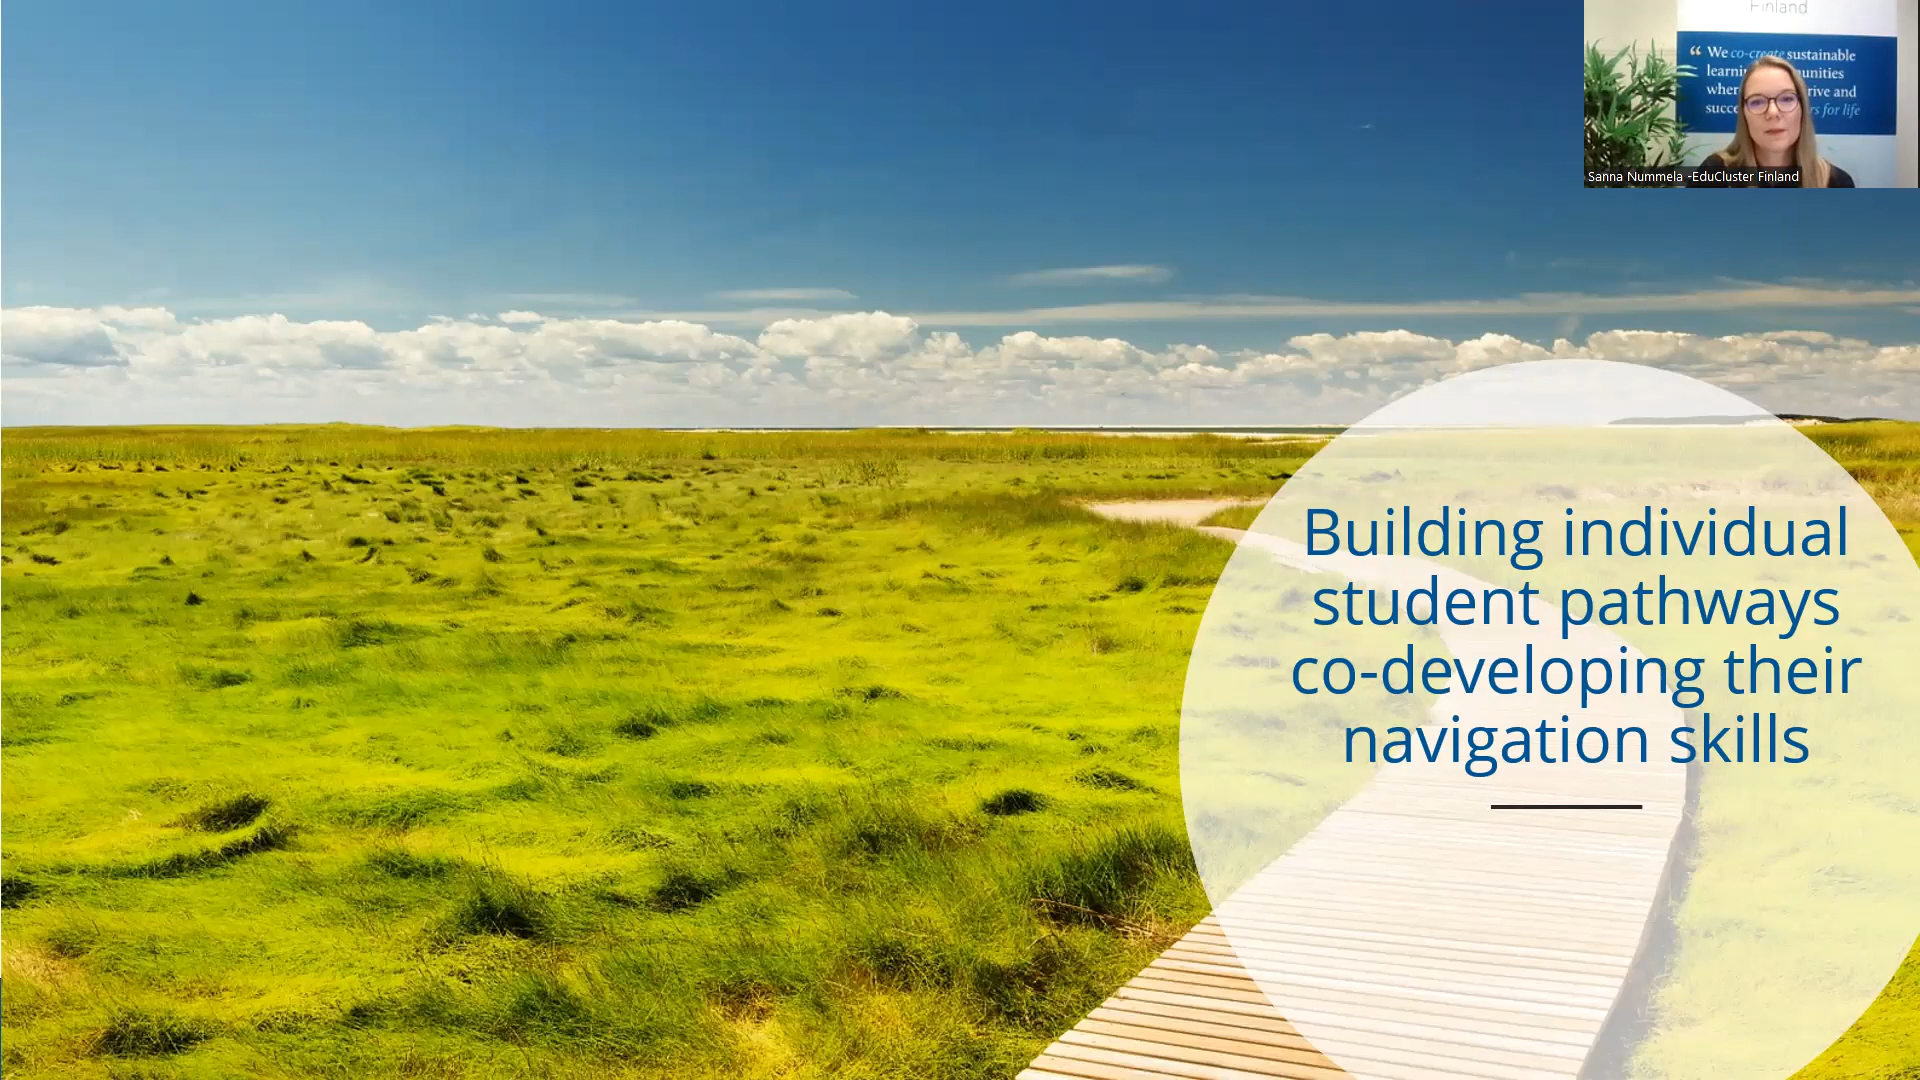 Finland
“ We co-create sustainable
learni unities
wher rive and
succe rs for life
Sanna Nummela -EduCluster Finland
Building individual
student pathways
co-developing their
navigation skills